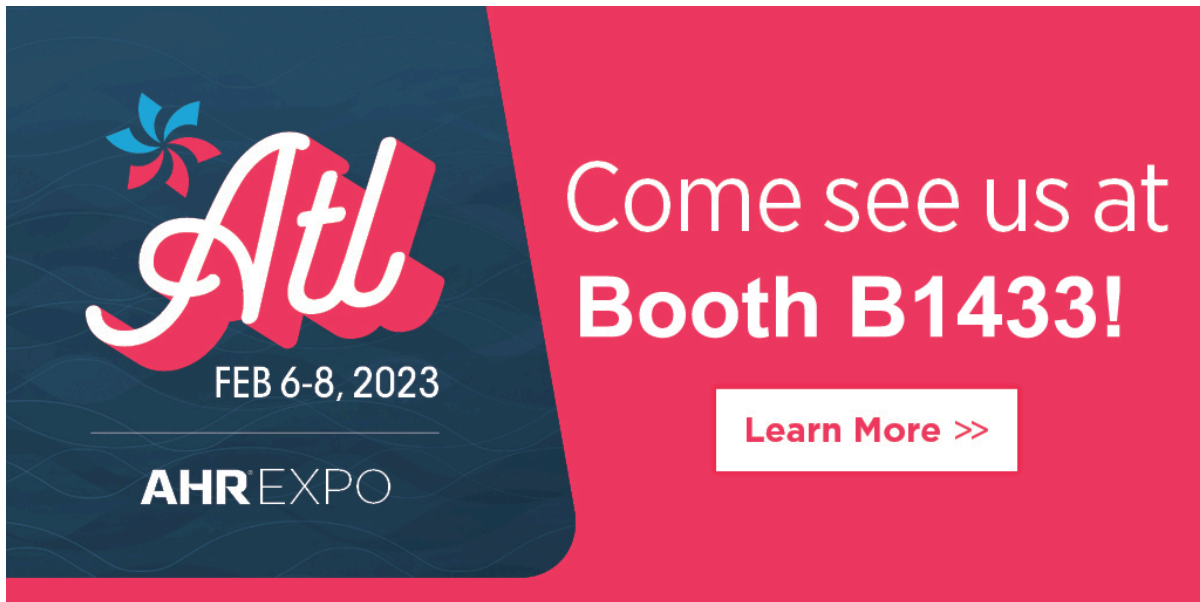 Atl
FEB 6-8, 2023
AHR EXPO
Come see us at
Booth B1433!
Learn More >>